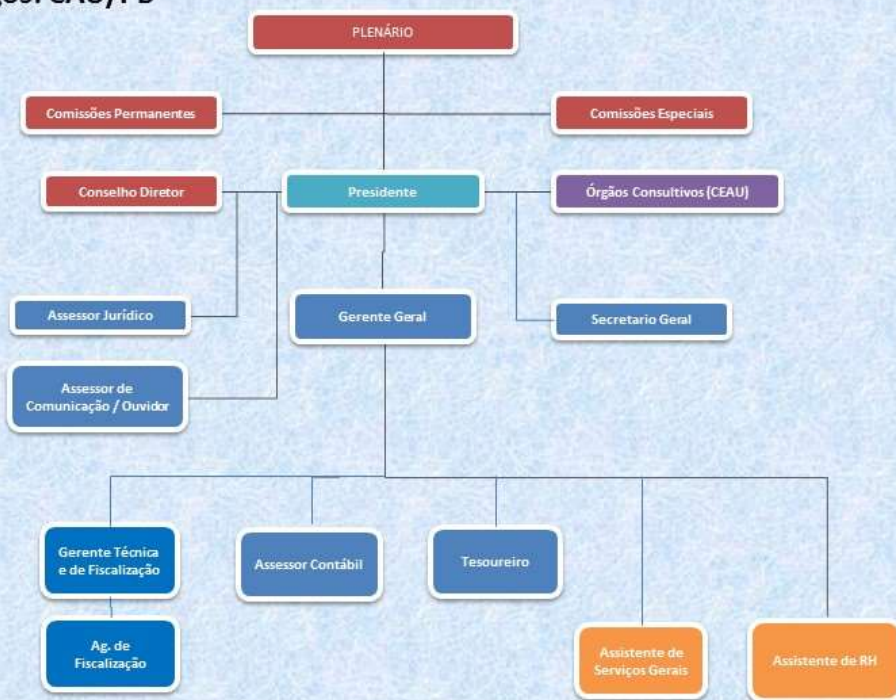 CAU/PB
PLENÁRIO
Comissões Permanentes
Comissões Especiais
Conselho Diretor
Presidente
Órgãos Consultivos (CEAU)
Assessor Jurídico
Gerente Geral
Secretario Geral
Assessor de
Comunicação / Ouvidor
Gerente Técnica
e de Fiscalização
Assessor Contábil
Tesoureiro
Ag. de
Fiscalização
Assistente de
Serviços Gerais
Assistente de RH